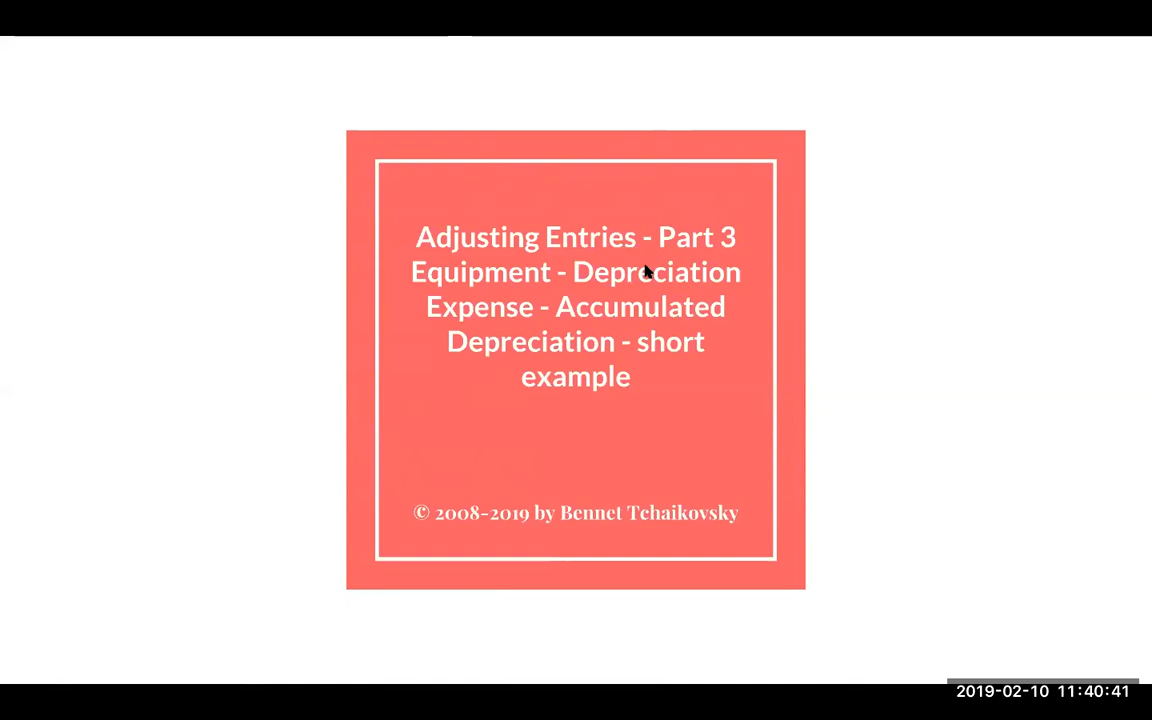 Adjusting Entries - Part 3
Equipment - Depreciation
Expense - Accumulated
Depreciation - short
example
© 2008-2019 by Bennet Tchaikovsky
2019-02-10 11:40:41